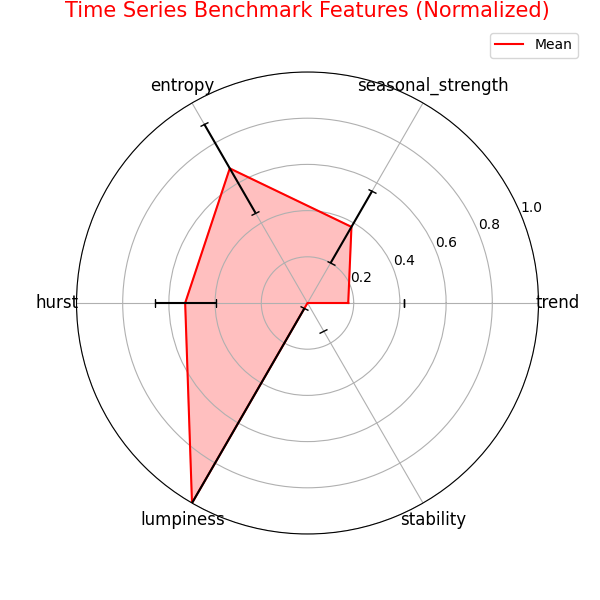 Time Series Benchmark Features (Normalized)
Mean
entropy
seasonal_strength
1.0
0.8
0.6
0.4
0.2
hurst
trend
lumpiness
stability